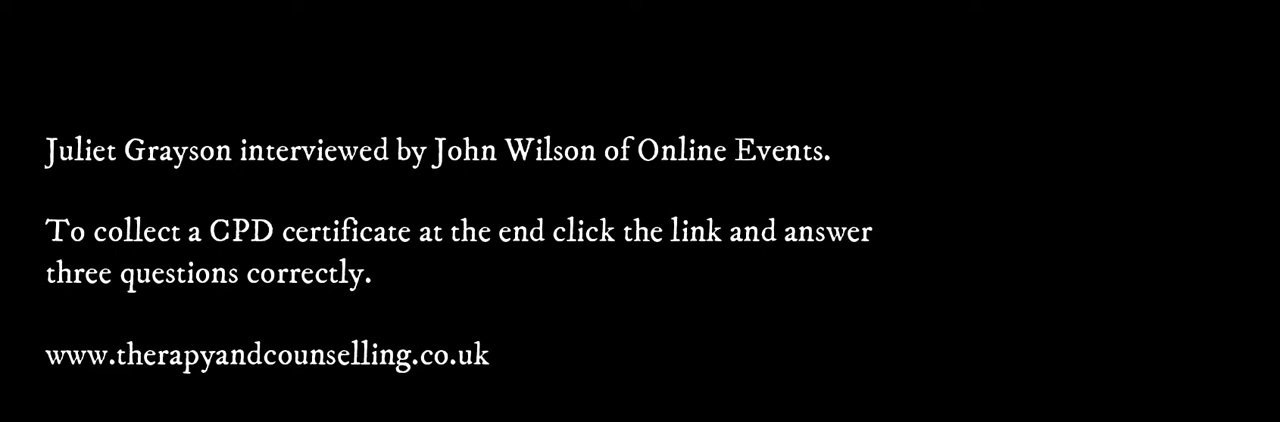 Juliet Grayson interviewed by John Wilson of Online Events.
To collect a CPD certificate at the end click the link and answer
three questions correctly.
www.therapyandcounselling.co.uk